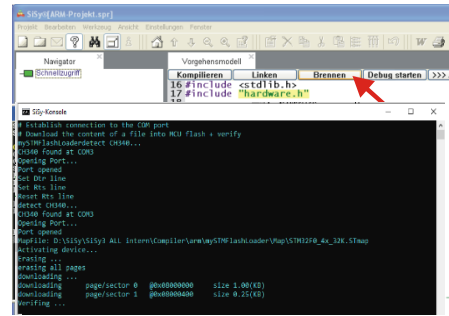 SiSy®[ARM-Projekt.spr]
Projekt Bearbeiten Werkzeug Ansicht Einstellungen Fenster
Navigator
Vorgehensmodell
Schnellzugriff
Kompilieren Linken Brennen Debug starten >>>
16 #include <stdlib.h>
17 #include "hardware.h"
18
SiSy-Konsole
# Establish connection to the COM port
# Download the content of a file into MCU flash + verify
mySTMFlashLoaderdetect CH340...
CH340 found at COM3
Opening Port...
Port opened
Set Dtr line
Set Rts line
Reset Rts line
detect CH340...
CH340 found at COM3
Opening Port...
Port opened
MapFile: D:\SiSy\SiSy3 ALL intern\Compiler\arm\mySTMFlashLoader\Map\STM32F0_4x_32K.STmap
Activating device...
Erasing ...
erasing all pages
downloading ...
downloading page/sector 0 @0x08000000 size 1.00(KB)
downloading page/sector 1 @0x08000400 size 0.25(KB)
Verifing ...